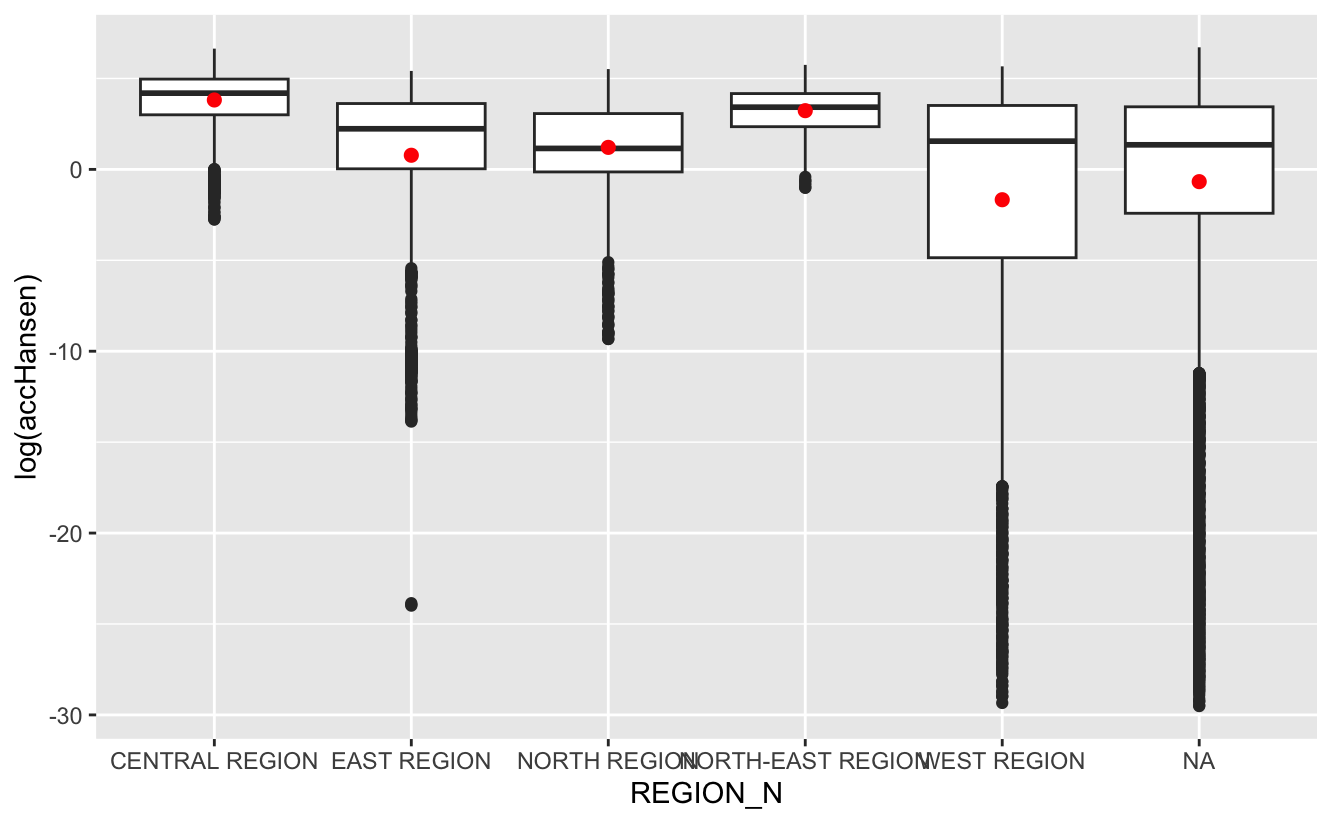 log(accHansen)
0
-10
-20
-30
CENTRAL REGION EAST REGION NORTH REGION NORTH-EAST REGION WEST REGION NA
REGION_N